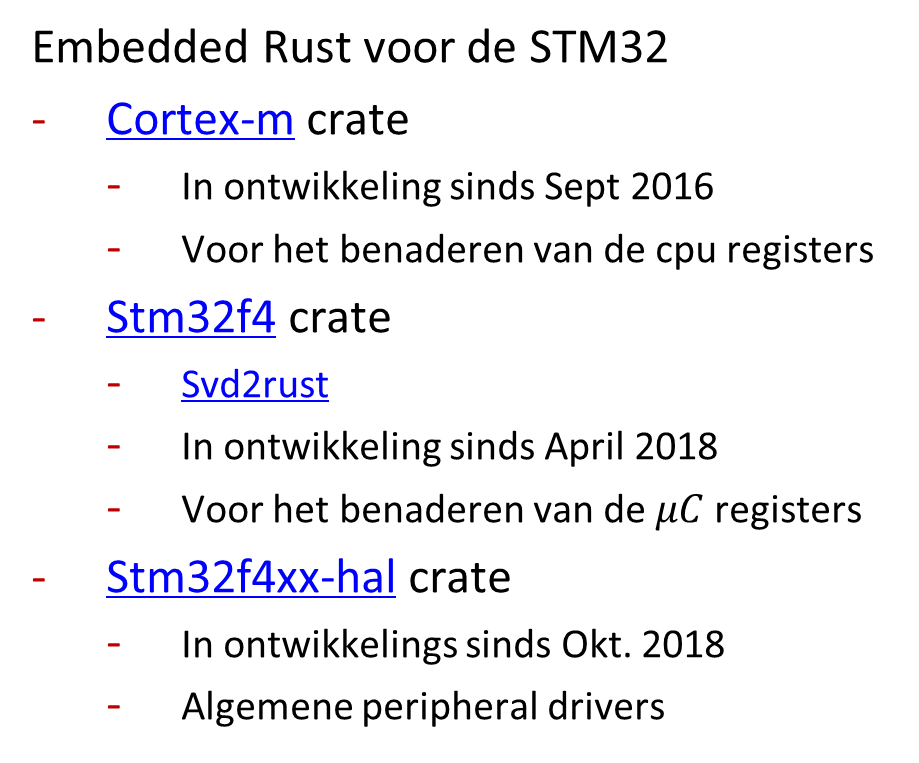 Embedded Rust voor de STM32
- Cortex-m crate
- In ontwikkeling sinds Sept 2016
- Voor het benaderen van de cpu registers
- Stm32f4 crate
- Svd2rust
- In ontwikkeling sinds April 2018
- Voor het benaderen van de μC registers
- Stm32f4xx-hal crate
- In ontwikkelings sinds Okt. 2018
- Algemene peripheral drivers